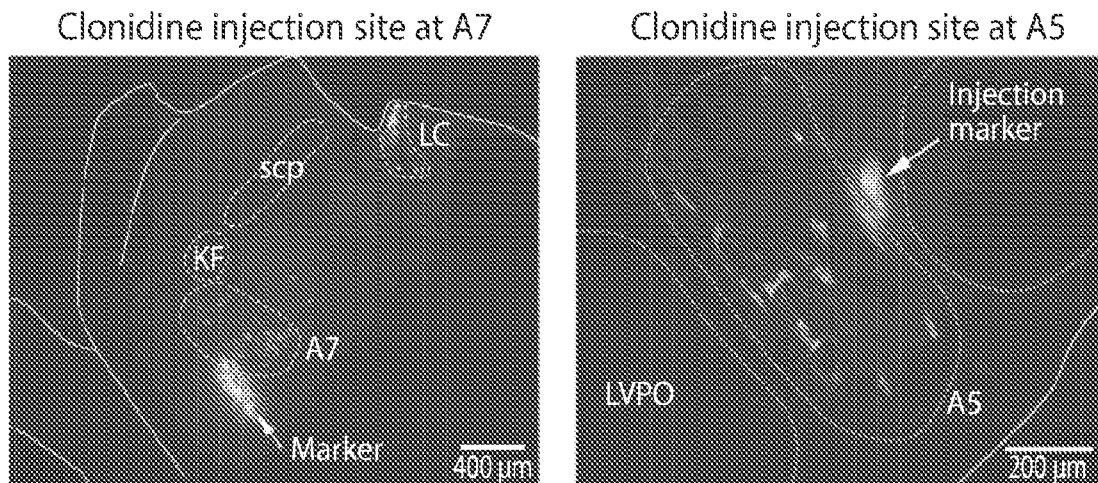 Clonidine injection site at A7
LC
scp
KF
A7
Marker
400 µm
Clonidine injection site at A5
Injection
marker
LVPO
A5
200 µm